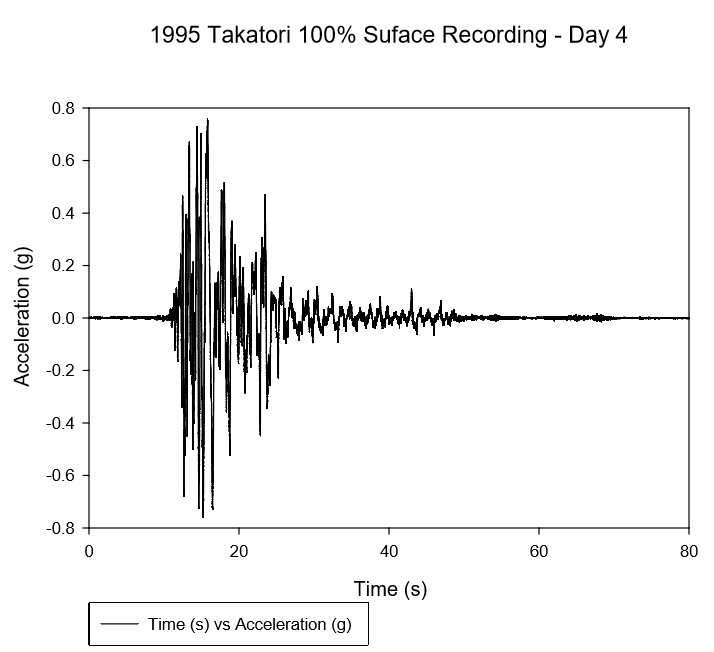 1995 Takatori 100% Suface Recording - Day 4
0.8
0.6
0.4
0.2
0.0
-0.2
-0.4
-0.6
-0.8
Acceleration (g)
0 20 40 60 80
Time (s)
Time (s) vs Acceleration (g)